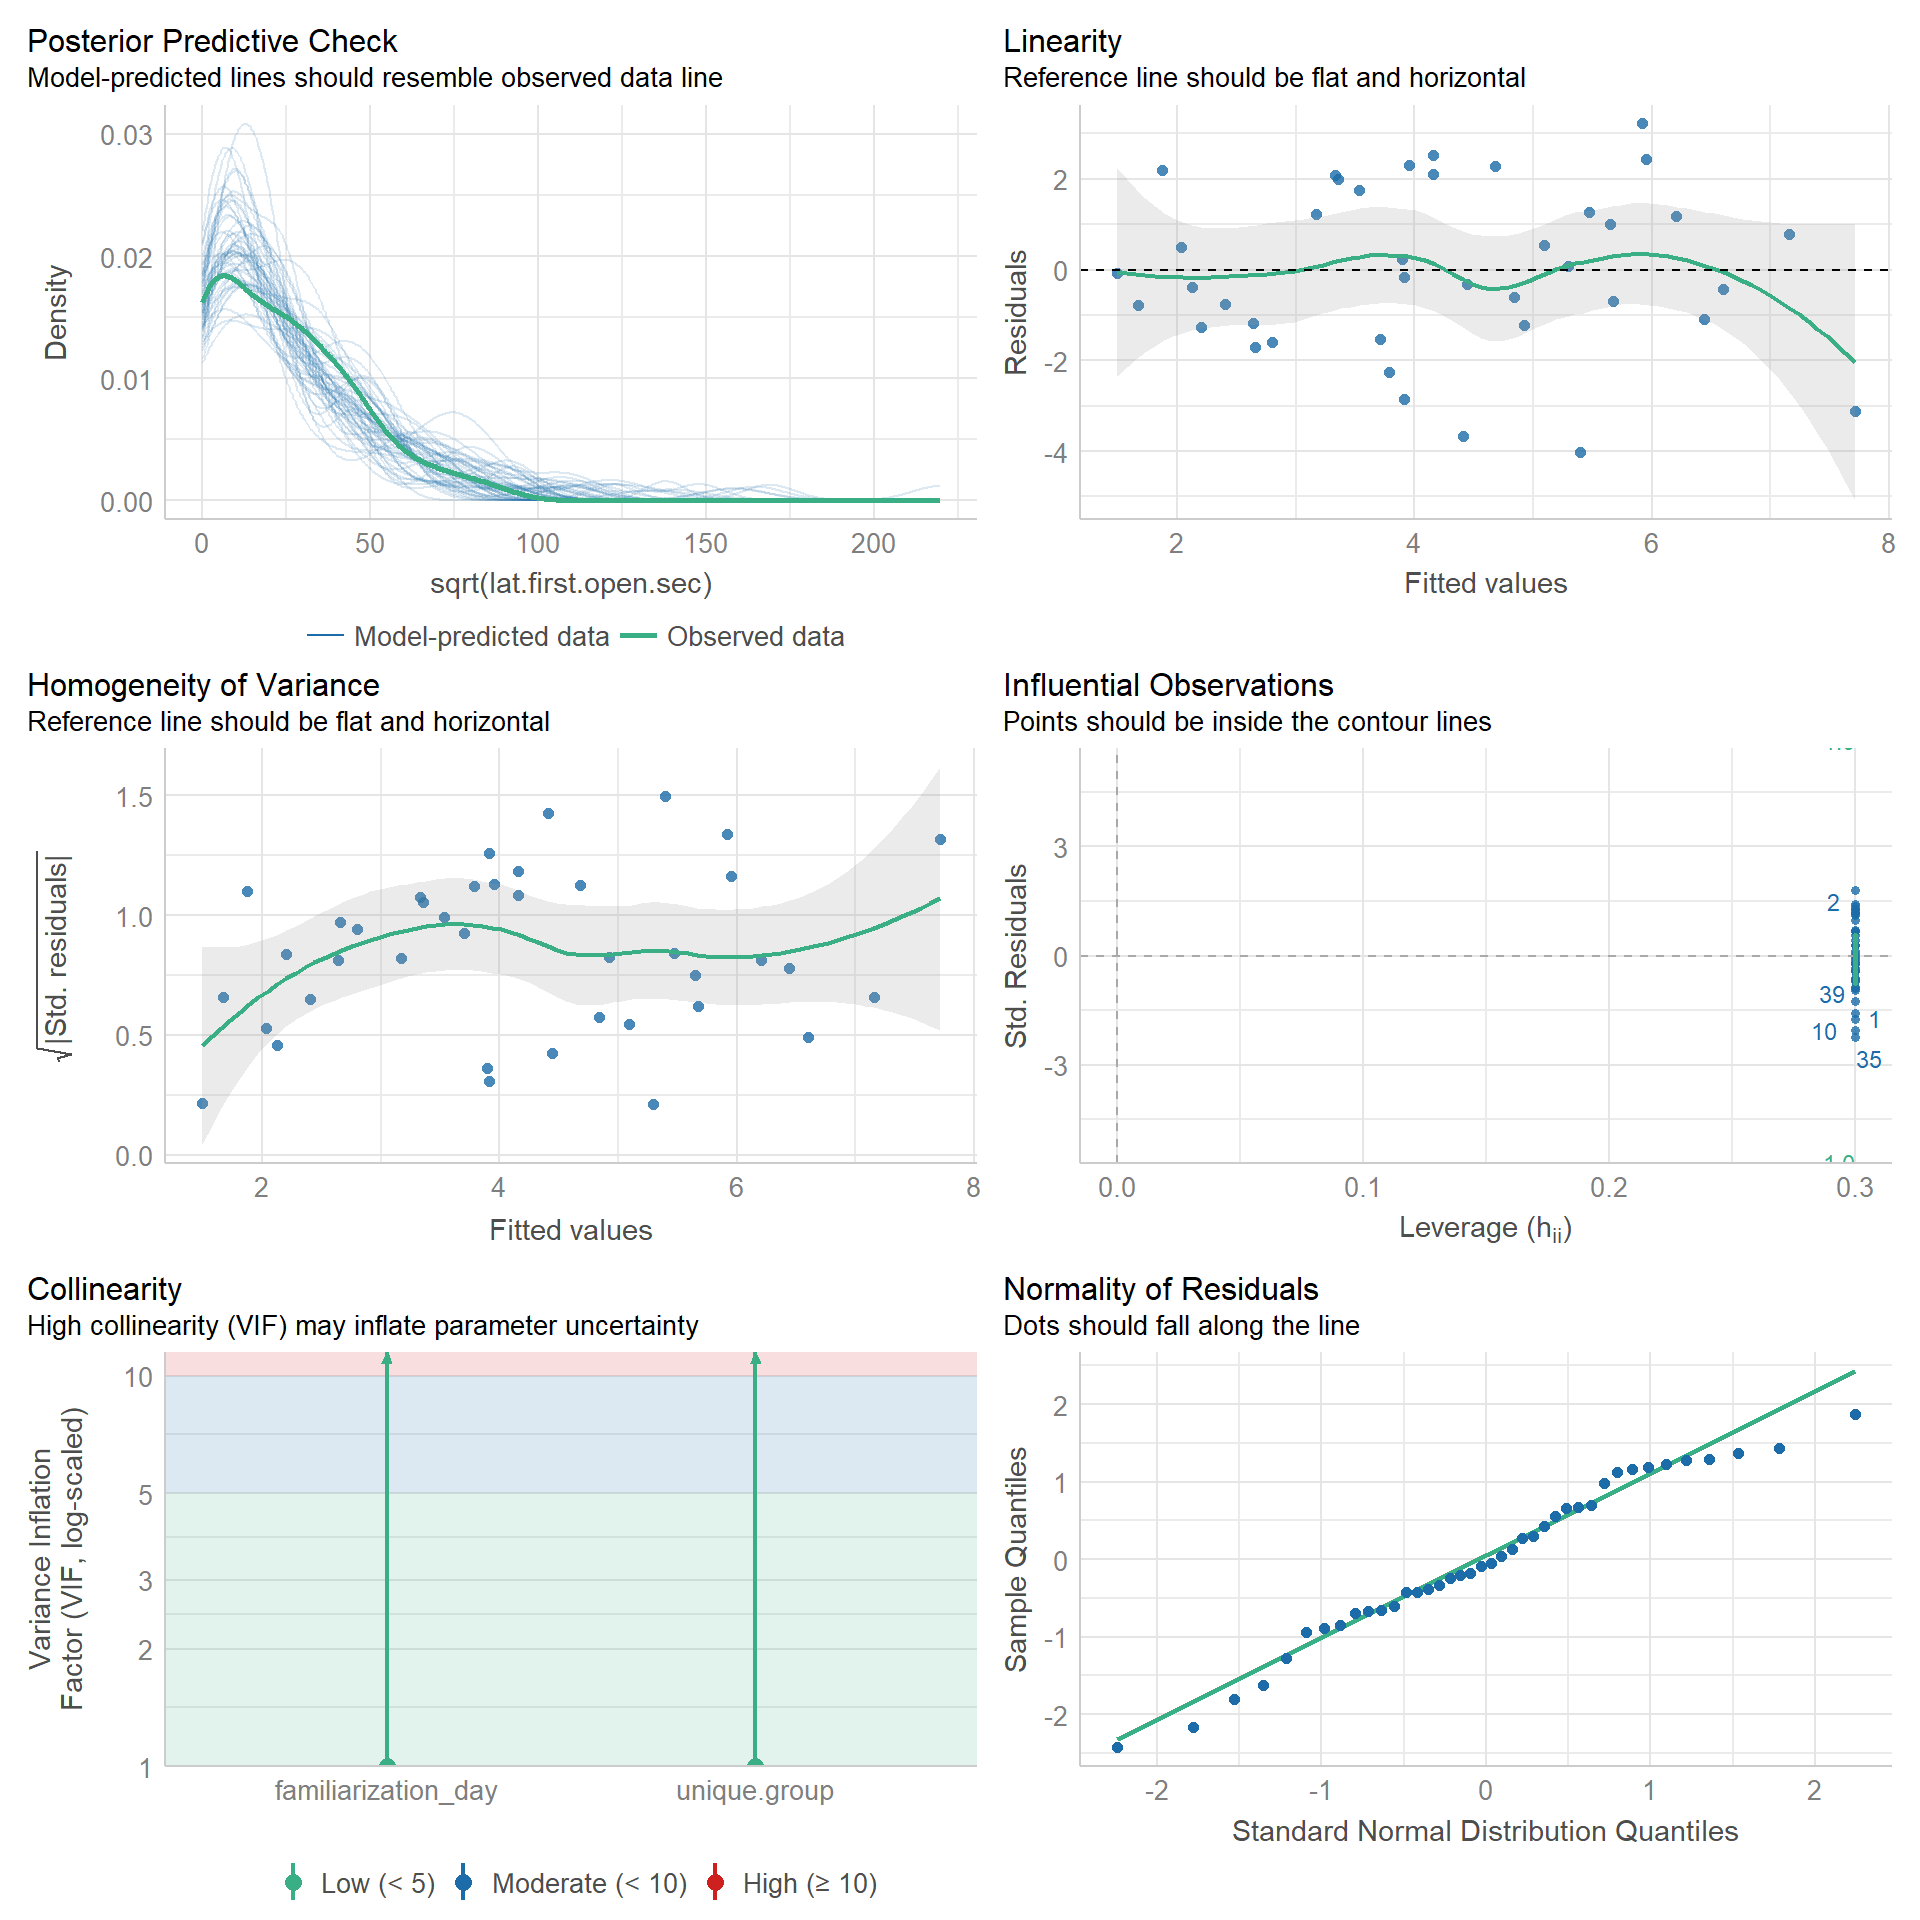 Posterior Predictive Check
Model-predicted lines should resemble observed data line
0.03
0.02
0.01
0.00
Density
0 50 100 150 200
sqrt(lat.first.open.sec)
Model-predicted data Observed data
Linearity
Reference line should be flat and horizontal
2
0
-2
-4
Residuals
2 4 6 8
Fitted values
Homogeneity of Variance
Reference line should be flat and horizontal
1.5
1.0
0.5
0.0
√|Std. residuals|
2 4 6 8
Fitted values
Influential Observations
Points should be inside the contour lines
3
0
-3
Std. Residuals
2
39
1
10
35
0.0 0.1 0.2 0.3
Leverage (hii)
Collinearity
High collinearity (VIF) may inflate parameter uncertainty
10
5
3
2
1
Variance Inflation
Factor (VIF, log-scaled)
familiarization_day unique.group
Low (< 5) Moderate (< 10) High (≥ 10)
Normality of Residuals
Dots should fall along the line
2
1
0
-1
-2
Sample Quantiles
-2 -1 0 1 2
Standard Normal Distribution Quantiles